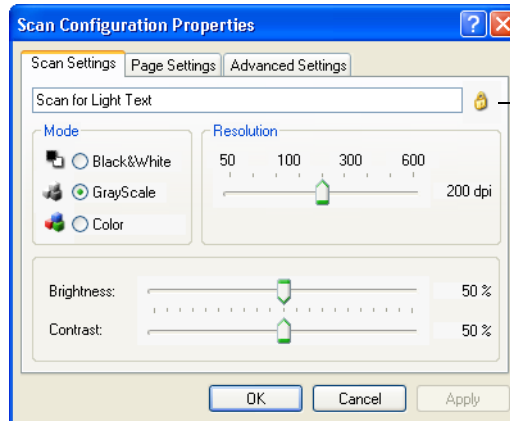 Scan Configuration Properties
Scan Settings Page Settings Advanced Settings
Scan for Light Text
Mode
Black&White
GrayScale
Color
Resolution
50 100 300 600
200 dpi
Brightness: 50 %
Contrast: 50 %
OK Cancel Apply